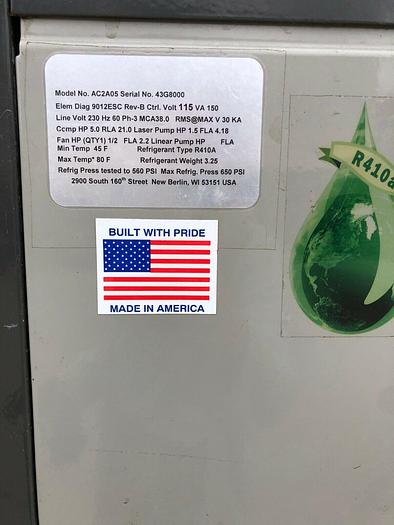 Model No. AC2A05 Serial No. 43G8000
Elem Diag 9012ESC Rev-B Ctrl. Volt 115 VA 150
Line Volt 230 Hz 60 Ph-3 MCA38.0 RMS@MAX V 30 KA
Ccmp HP 5.0 RLA 21.0 Laser Pump HP 1.5 FLA 4.18
Fan HP (QTY1) 1/2 FLA 2.2 Linear Pump HP FLA
Min Temp 45 F Refrigerant Type R410A
Max Temp* 80 F Refrigerant Weight 3.25
Refrig Press tested to 560 PSI Max Refrig. Press 650 PSI
2900 South 160th Street New Berlin, WI 53151 USA
R410a
BUILT WITH PRIDE
MADE IN AMERICA